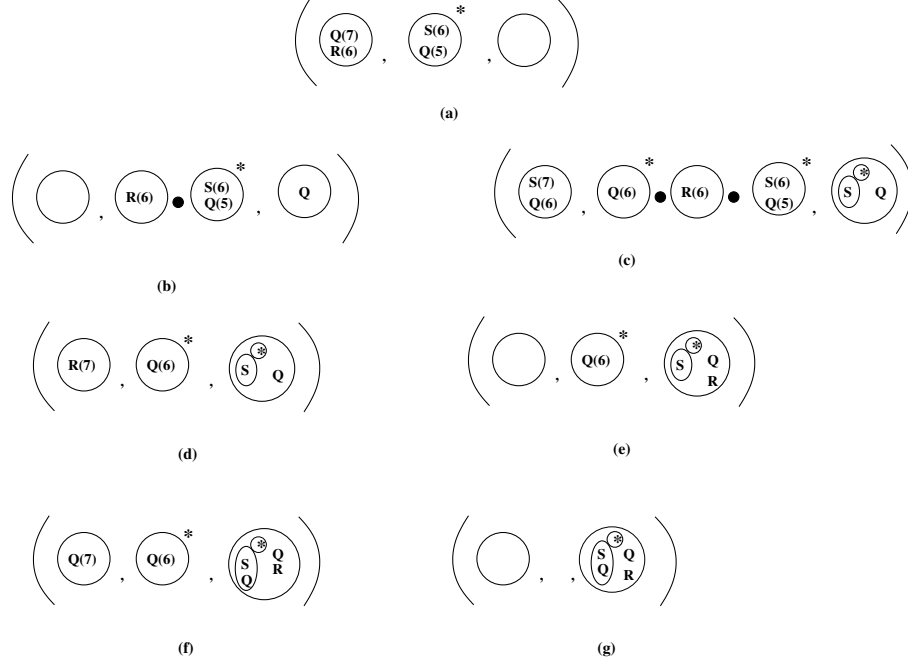 Q(7) S(6) *
R(6) , Q(5) ,
(a)
R(6) S(6) * Q
, Q(5) ,
(b)
S(7) Q(6) * R(6) S(6) * S * Q
Q(6) , Q(5) ,
(c)
R(7) , Q(6) * , S * Q
(d)
, Q(6) * , S * Q
R
(e)
Q(7) , Q(6) * , S * Q
Q R
(f)
, , S * Q
Q R
(g)